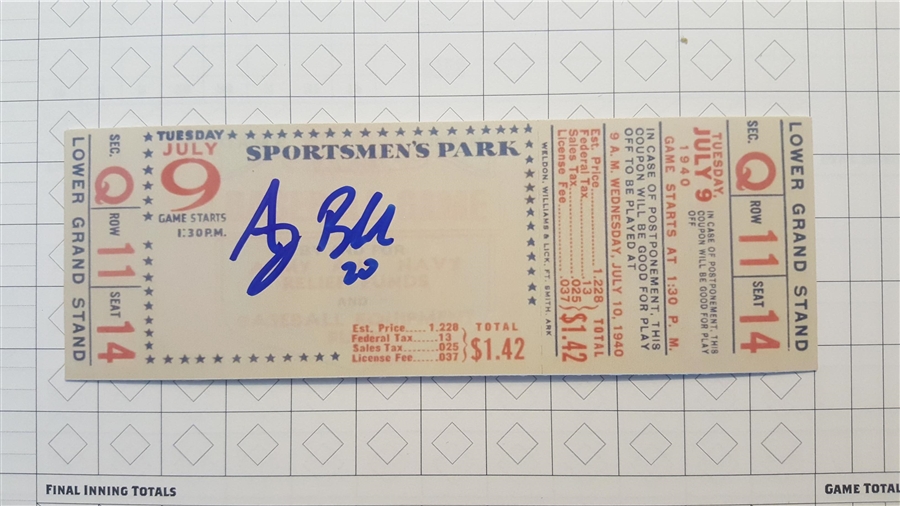 LOWER GRAND STAND
SEC. Q ROW 11 SEAT 14
TUESDAY
JULY
9
GAME STARTS
1:30 P.M.
SPORTSMEN'S PARK
20
RELIEF FUNDS
AND
Est. Price..... 1.228
Federal Tax..... .13
Sales Tax........ .025
License Fee..... .037
TOTAL
$1.42
WELDON, WILLIAMS & LICK, FT. SMITH, ARK
Est. Price..... 1.228
Federal Tax..... .13
Sales Tax........ .025
License Fee..... .037
$1.42
IN CASE OF POSTPONEMENT, THIS
COUPON WILL BE GOOD FOR PLAY
OFF TO BE PLAYED AT
9 A.M. WEDNESDAY, JULY 10, 1940
TUESDAY,
JULY 9
1940
GAME STARTS AT 1:30 P. M.
IN CASE OF POSTPONEMENT, THIS
COUPON WILL BE GOOD FOR PLAY
OFF
SEC. Q ROW 11 SEAT 14
LOWER GRAND STAND
FINAL INNING TOTALS